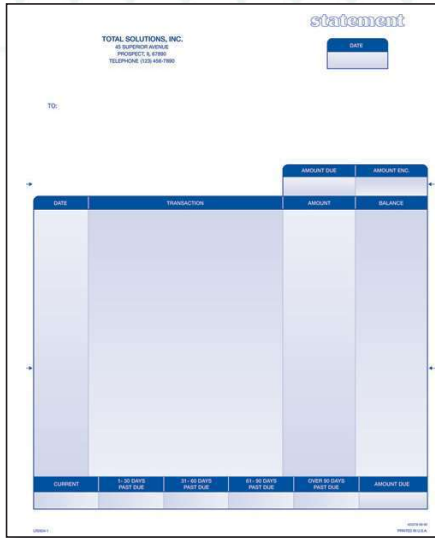 statement
TOTAL SOLUTIONS, INC.
45 SUPERIOR AVENUE
PROSPECT, IL 67890
TELEPHONE (123) 456-7890
DATE
TO:
AMOUNT DUE AMOUNT ENC.
DATE TRANSACTION AMOUNT BALANCE
CURRENT 1 - 30 DAYS PAST DUE 31 - 60 DAYS PAST DUE 61 - 90 DAYS PAST DUE OVER 90 DAYS PAST DUE AMOUNT DUE
PRINTED IN U.S.A.